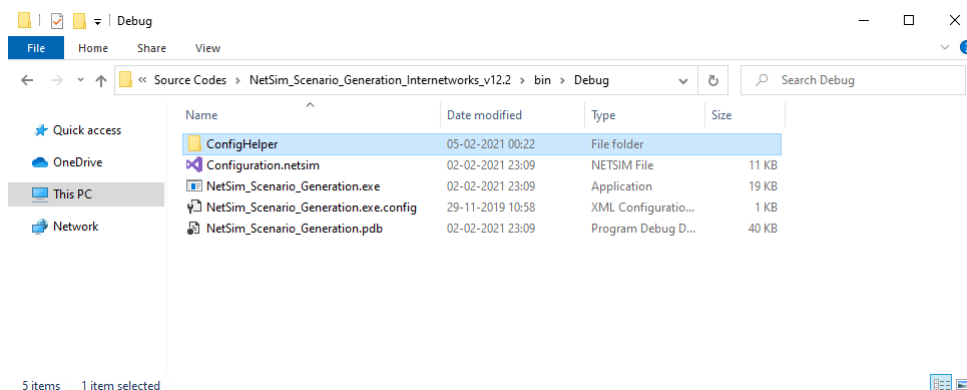 Debug
File Home Share View
« Source Codes › NetSim_Scenario_Generation_Internetworks_v12.2 › bin › Debug Search Debug
Name Date modified Type Size
Quick access
OneDrive
This PC
Network
ConfigHelper 05-02-2021 00:22 File folder
Configuration.netsim 02-02-2021 23:09 NETSIM File 11 KB
NetSim_Scenario_Generation.exe 02-02-2021 23:09 Application 19 KB
NetSim_Scenario_Generation.exe.config 29-11-2019 10:58 XML Configuratio... 1 KB
NetSim_Scenario_Generation.pdb 02-02-2021 23:09 Program Debug D... 40 KB
5 items 1 item selected